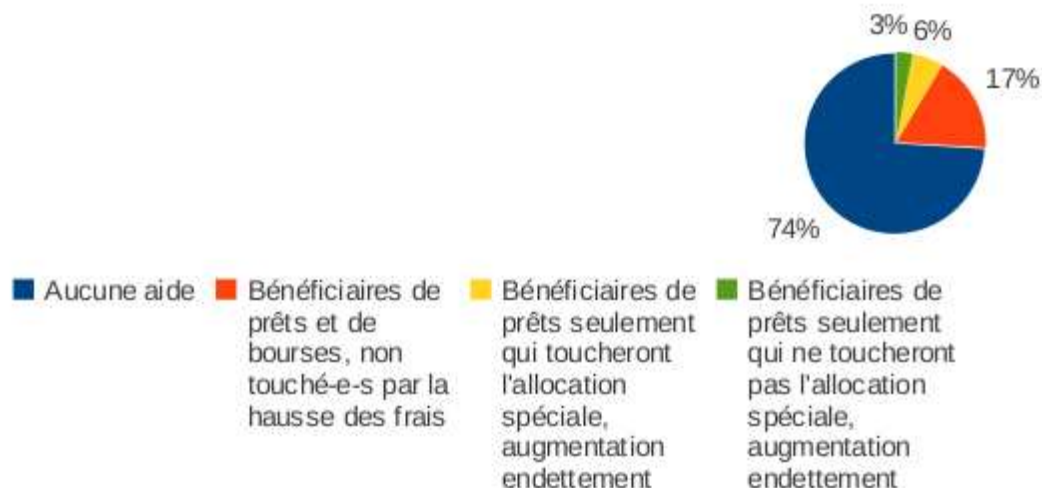 3% 6%
17%
74%
Aucune aide
Bénéficiaires de
prêts et de
bourses, non
touché-e-s par la
hausse des frais
Bénéficiaires de
prêts seulement
qui toucheront
l'allocation
spéciale,
augmentation
endettement
Bénéficiaires de
prêts seulement
qui ne toucheront
pas l'allocation
spéciale,
augmentation
endettement